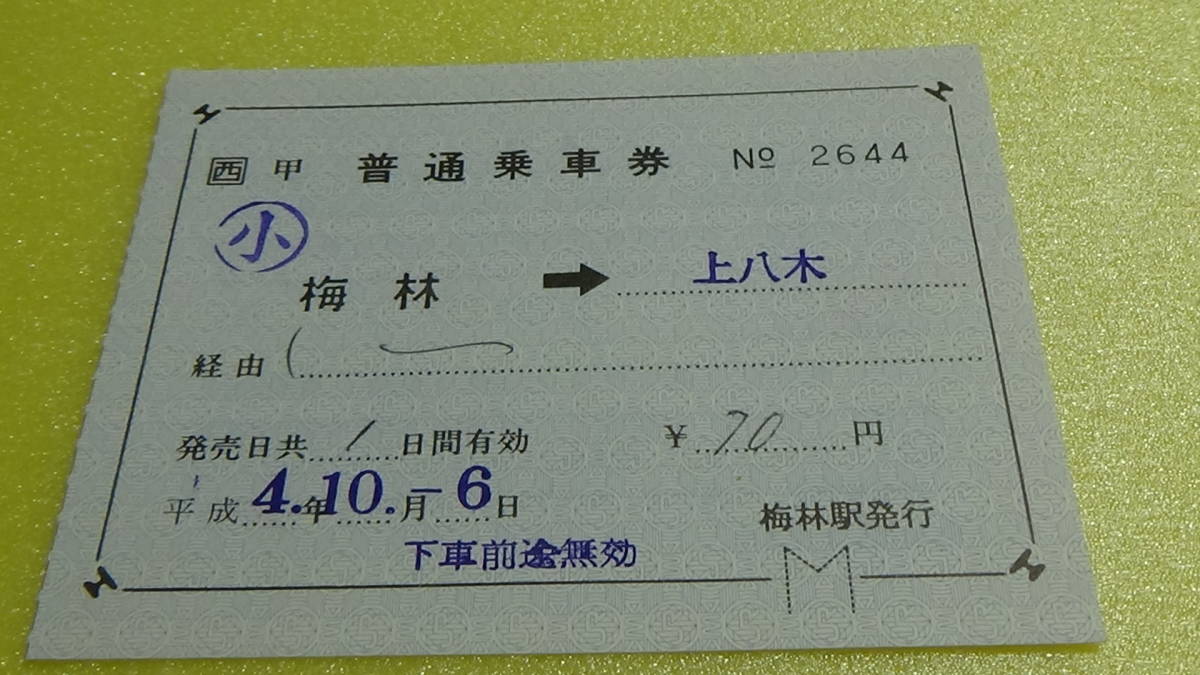 西 甲 普通乗車券 № 2644
小
梅林 ➡ 上八木
経由
発売日共 1 日間有効 ¥ 70 円
平成 4.年10.月-6日
梅林駅発行
下車前途無効